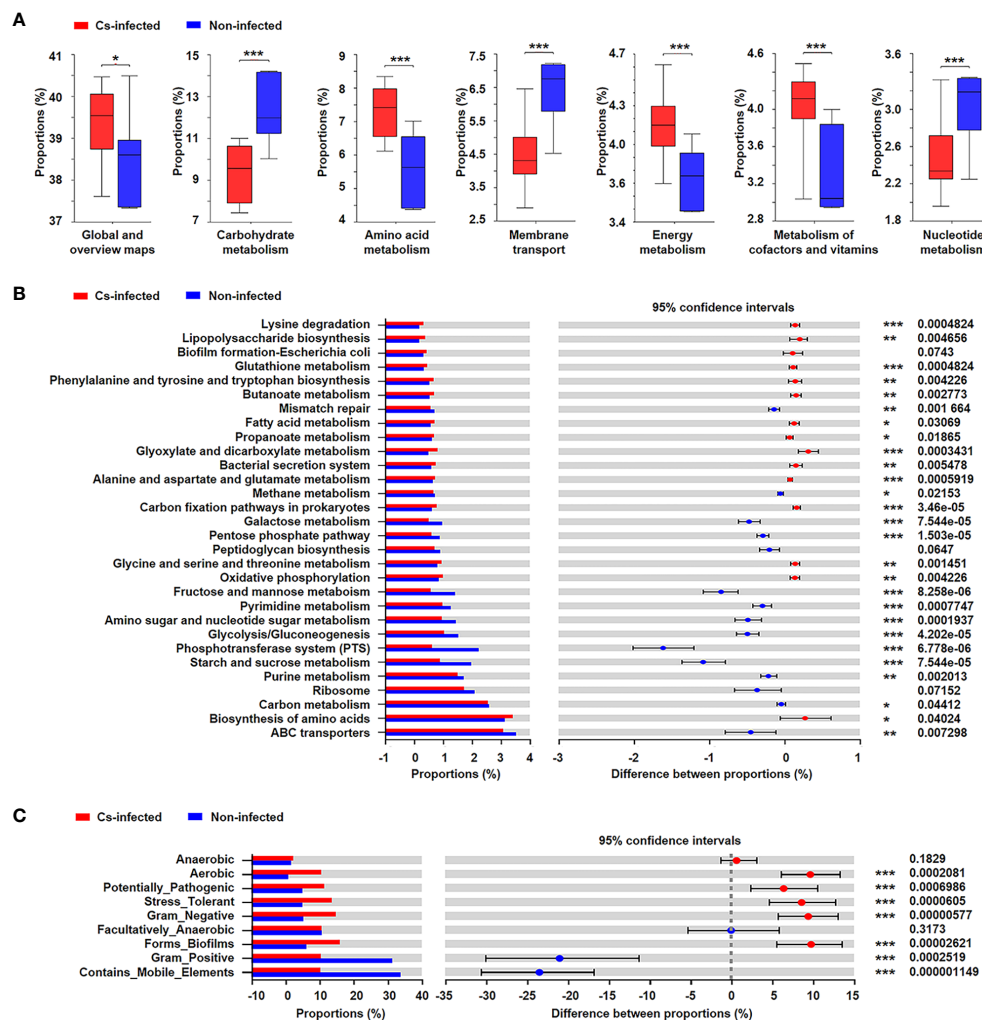 A
Cs-infected Non-infected
Proportions (%)
41
40
39
38
37
*
Global and
overview maps
Proportions (%)
15
13
11
9
7
***
Carbohydrate
metabolism
Proportions (%)
9
8
7
6
5
4
***
Amino acid
metabolism
Proportions (%)
7.5
6.5
5.5
4.5
3.5
2.5
***
Membrane
transport
Proportions (%)
4.7
4.3
4.0
3.6
3.4
***
Energy
metabolism
Proportions (%)
4.8
4.4
4.0
3.6
3.2
2.8
***
Metabolism of
cofactors and vitamins
Proportions (%)
3.6
3.0
2.6
2.2
1.8
***
Nucleotide
metabolism
B
Cs-infected Non-infected
95% confidence intervals
Lysine degradation *** 0.0004824
Lipopolysaccharide biosynthesis ** 0.004656
Biofilm formation-Escherichia coli 0.0743
Glutathione metabolism *** 0.0004824
Phenylalanine and tyrosine and tryptophan biosynthesis ** 0.004226
Butanoate metabolism ** 0.002773
Mismatch repair ** 0.001 664
Fatty acid metabolism * 0.03069
Propanoate metabolism * 0.01865
Glyoxylate and dicarboxylate metabolism *** 0.0003431
Bacterial secretion system ** 0.005478
Alanine and aspartate and glutamate metabolism *** 0.0005919
Methane metabolism * 0.02153
Carbon fixation pathways in prokaryotes *** 3.46e-05
Galactose metabolism *** 7.544e-05
Pentose phosphate pathway *** 1.503e-05
Peptidoglycan biosynthesis 0.0647
Glycine and serine and threonine metabolism ** 0.001451
Oxidative phosphorylation ** 0.004226
Fructose and mannose metaboism *** 8.258e-06
Pyrimidine metabolism *** 0.0007747
Amino sugar and nucleotide sugar metabolism *** 0.0001937
Glycolysis/Gluconeogenesis *** 4.202e-05
Phosphotransferase system (PTS) *** 6.778e-06
Starch and sucrose metabolism *** 7.544e-05
Purine metabolism ** 0.002013
Ribosome 0.07152
Carbon metabolism * 0.04412
Biosynthesis of amino acids * 0.04024
ABC transporters ** 0.007298
-1 0 1 2 3 4 -3 -2 -1 0 1
Proportions (%) Difference between proportions (%)
C
Cs-infected Non-infected
95% confidence intervals
Anaerobic 0.1829
Aerobic *** 0.0002081
Potentially_Pathogenic *** 0.0006986
Stress_Tolerant *** 0.0000605
Gram_Negative *** 0.00000577
Facultatively_Anaerobic 0.3173
Forms_Biofilms *** 0.00002621
Gram_Positive *** 0.0002519
Contains_Mobile_Elements *** 0.000001149
-10 0 10 20 30 40 -35 -30 -25 -20 -15 -10 -5 0 5 10 15
Proportions (%) Difference between proportions (%)